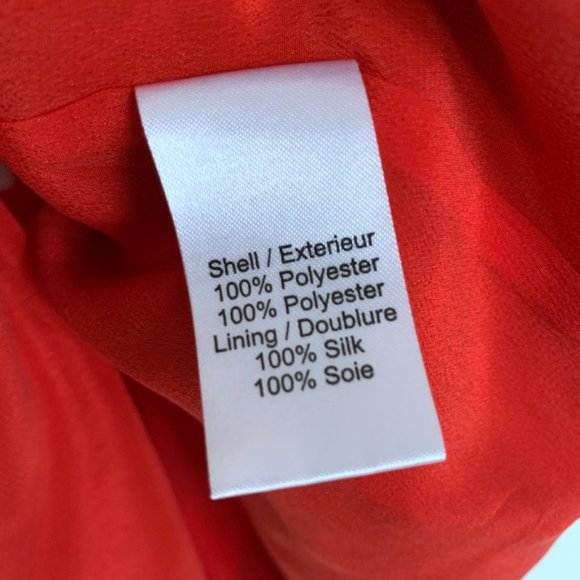 Shell / Exterieur
100% Polyester
100% Polyester
Lining / Doublure
100% Silk
100% Soie